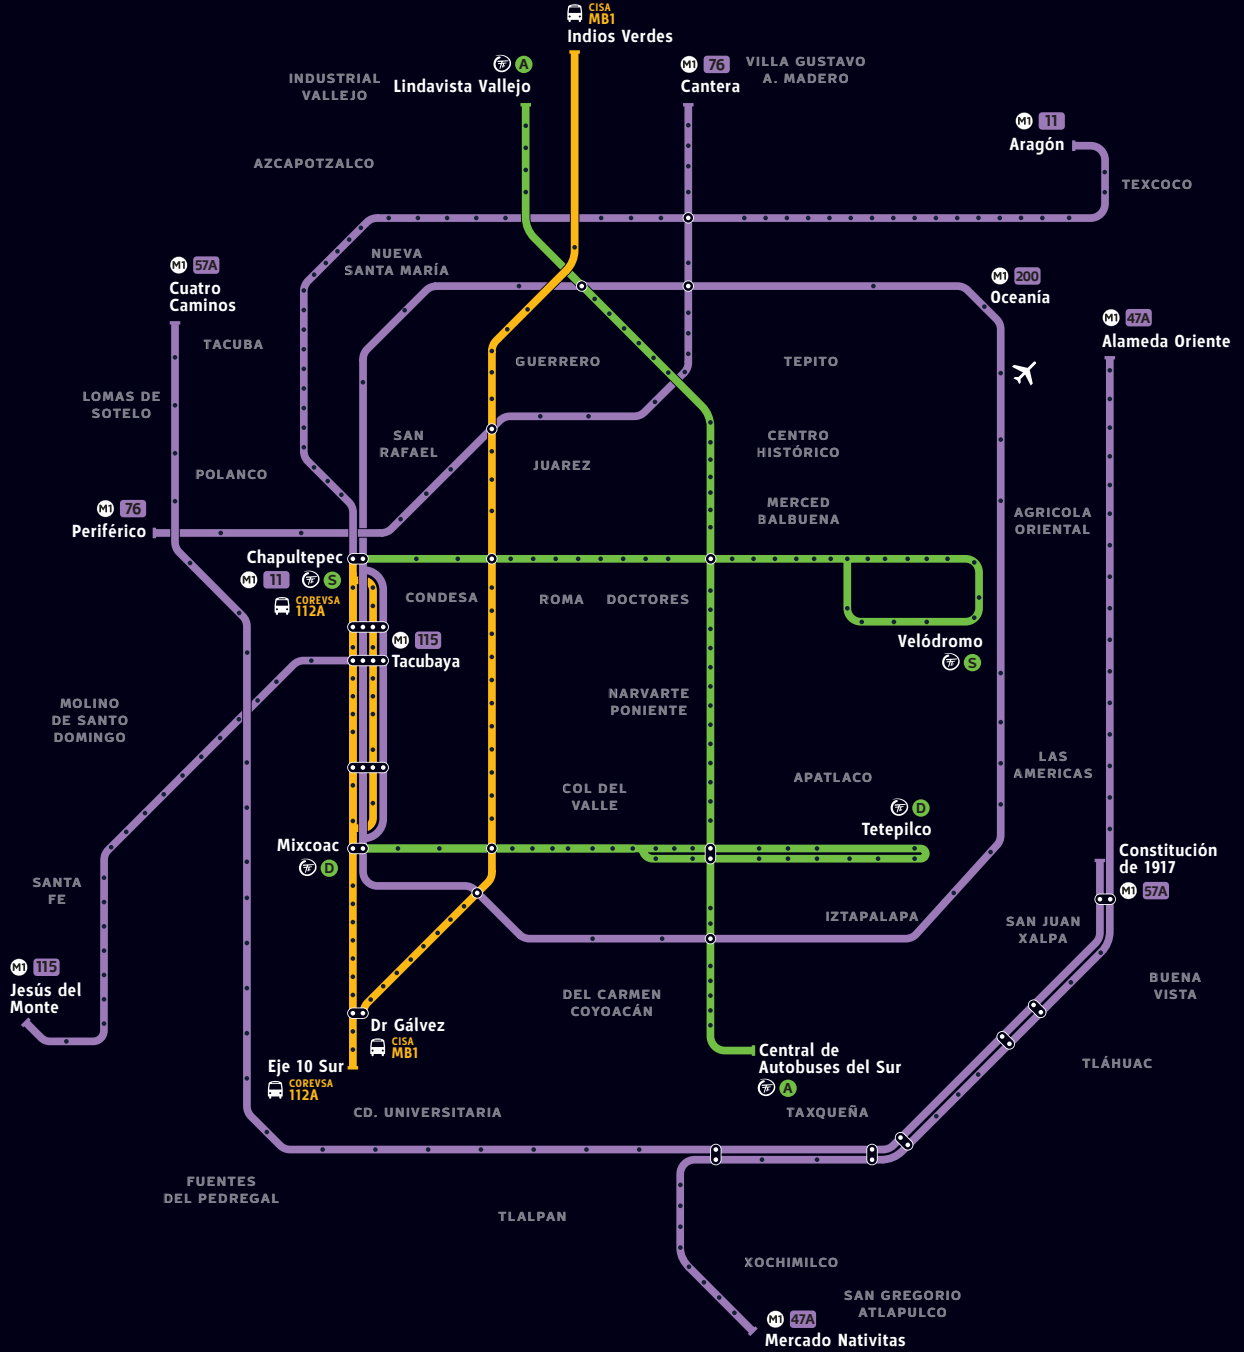 CISA
MB1
Indios Verdes
A
Lindavista Vallejo
M1 76
Cantera
VILLA GUSTAVO
A. MADERO
INDUSTRIAL
VALLEJO
M1 11
Aragón
AZCAPOTZALCO
TEXCOCO
NUEVA
SANTA MARÍA
M1 57A
Cuatro
Caminos
M1 200
Oceanía
M1 47A
Alameda Oriente
TACUBA
GUERRERO
TEPITO
LOMAS DE
SOTELO
SAN
RAFAEL
CENTRO
HISTÓRICO
POLANCO
JUAREZ
MERCED
BALBUENA
AGRICOLA
ORIENTAL
M1 76
Periférico
Chapultepec
M1 11 S
COREVSA
112A
CONDESA
ROMA
DOCTORES
M1 115
Tacubaya
Velódromo
S
MOLINO
DE SANTO
DOMINGO
NARVARTE
PONIENTE
COL DEL
VALLE
APATLACO
LAS
AMERICAS
D
Tetepilco
Mixcoac
D
Constitución
de 1917
M1 57A
SANTA
FE
IZTAPALAPA
SAN JUAN
XALPA
M1 115
Jesús del
Monte
DEL CARMEN
COYOACÁN
BUENA
VISTA
Dr Gálvez
CISA
MB1
Eje 10 Sur
COREVSA
112A
Central de
Autobuses del Sur
A
TLÁHUAC
CD. UNIVERSITARIA
TAXQUEÑA
FUENTES
DEL PEDREGAL
TLALPAN
XOCHIMILCO
SAN GREGORIO
ATLAPULCO
M1 47A
Mercado Nativitas